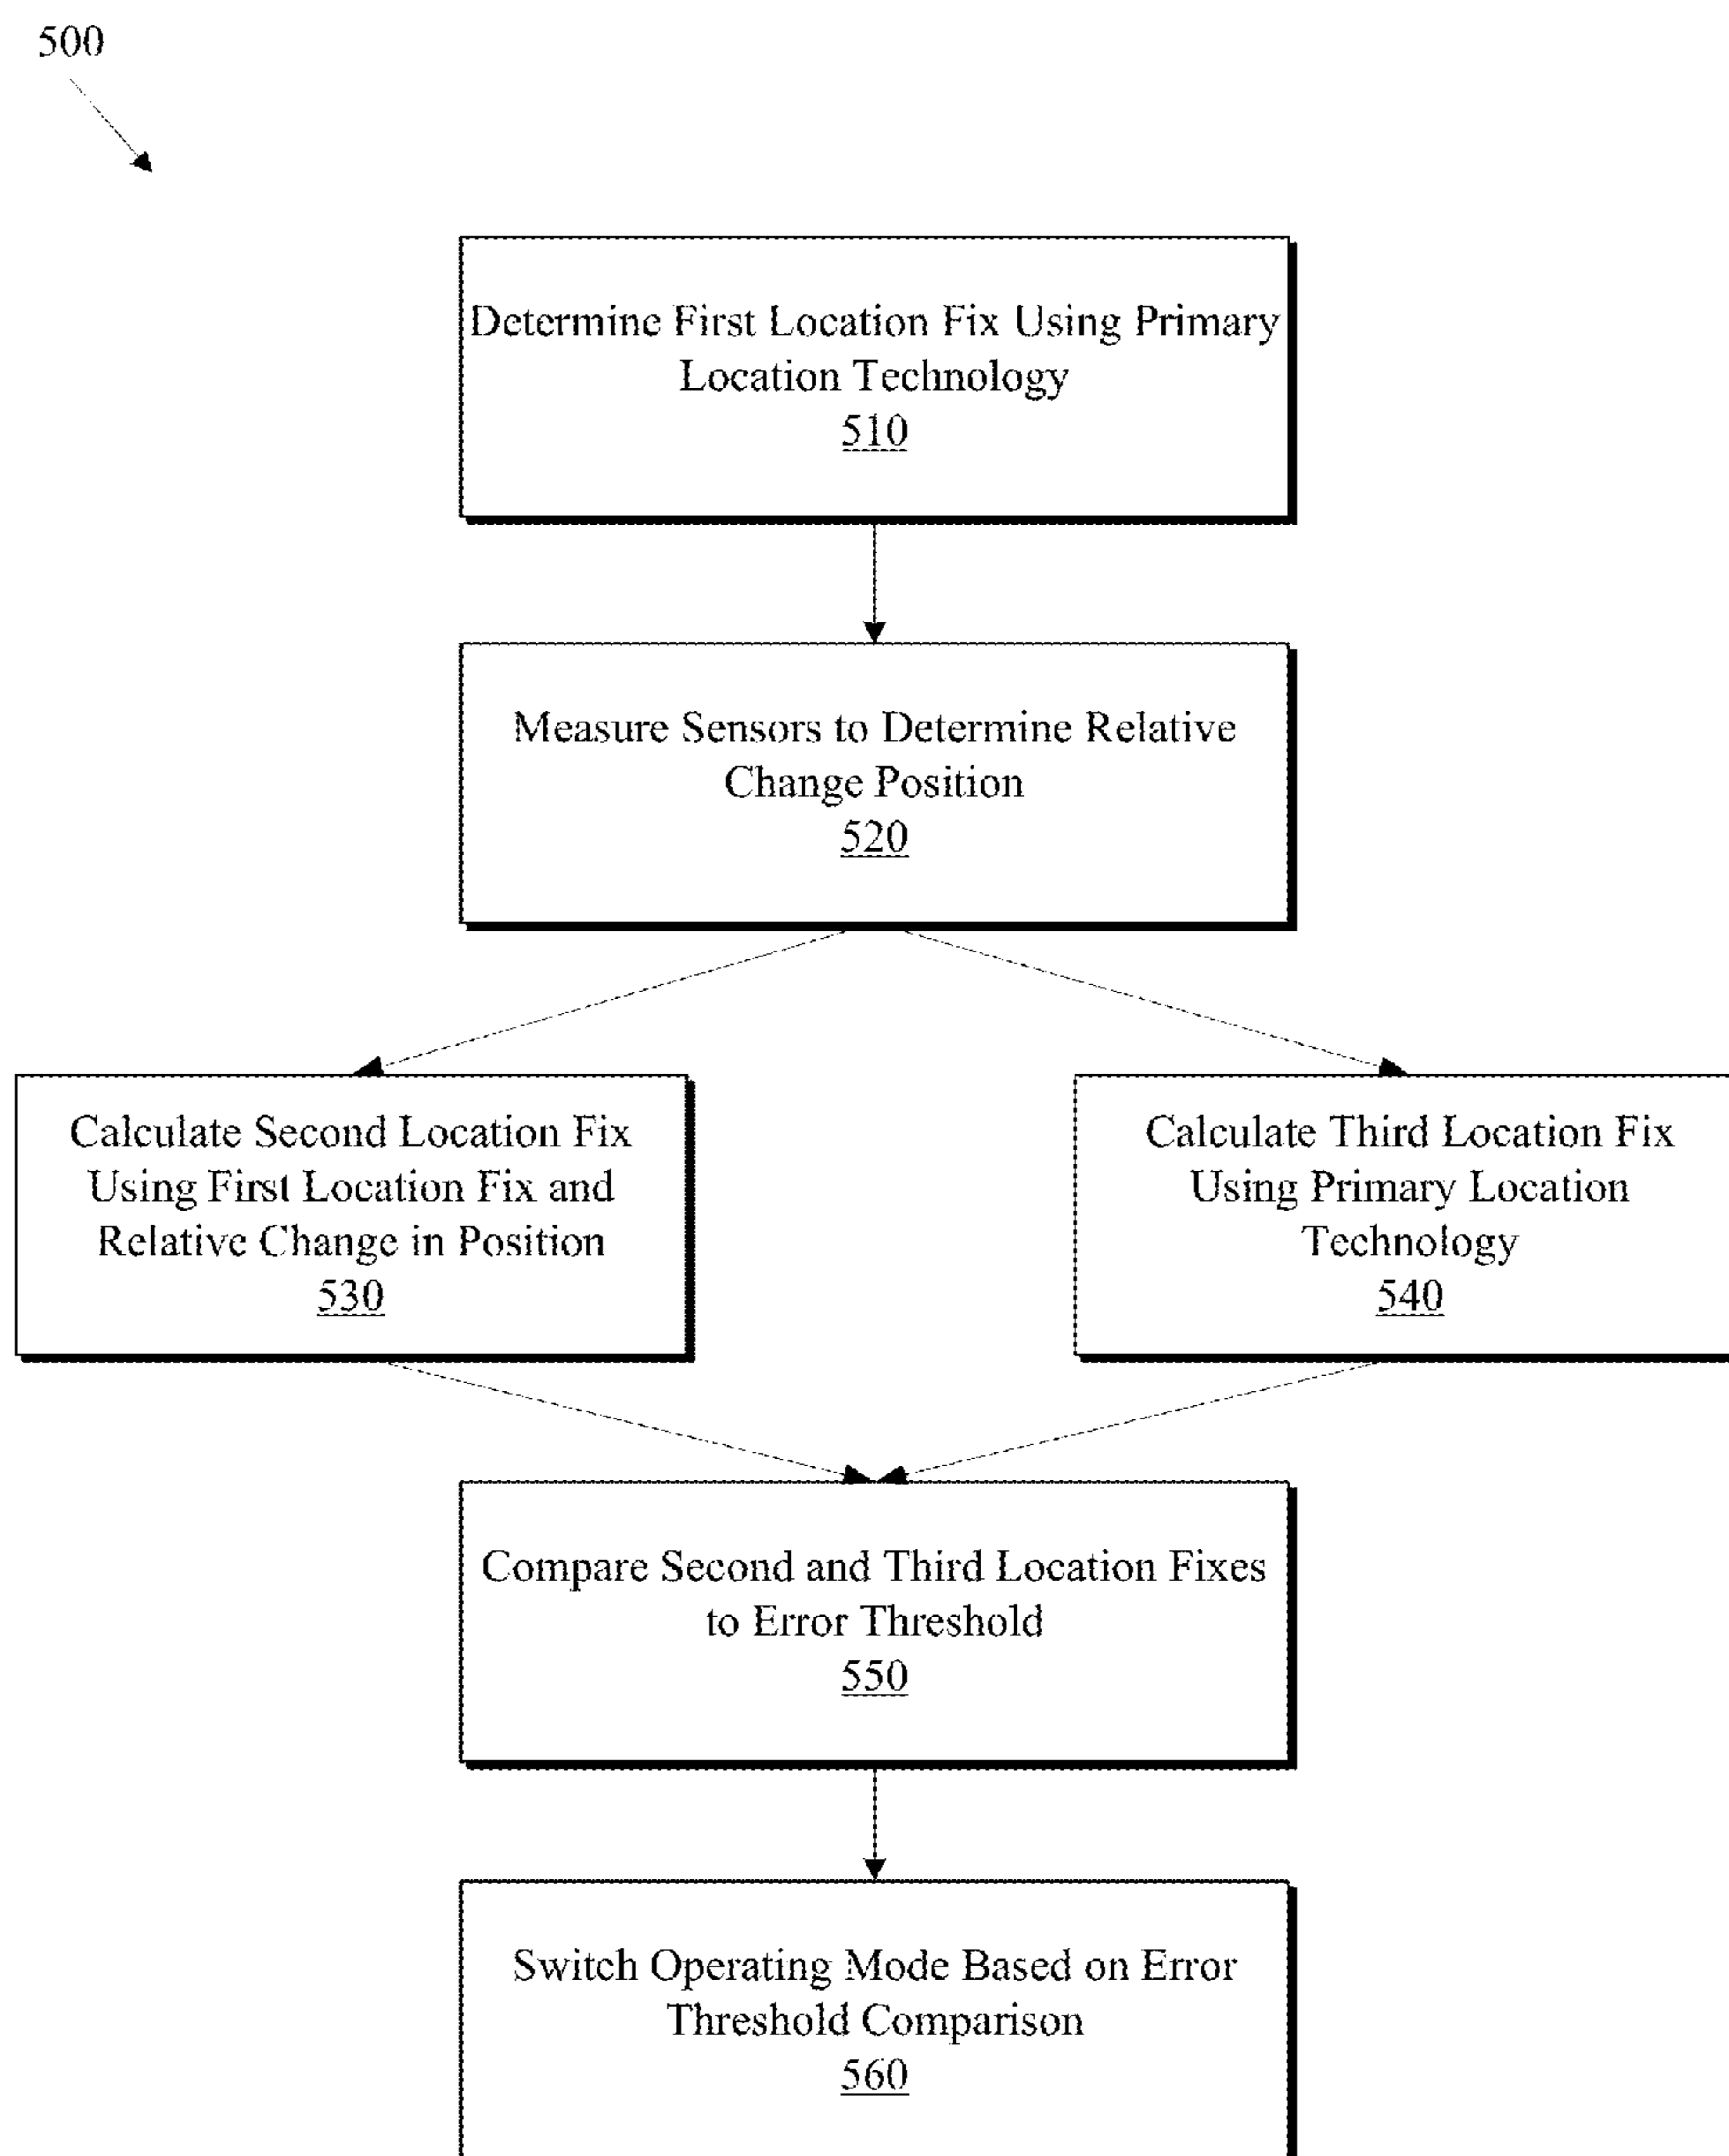 500
Determine First Location Fix Using Primary
Location Technology
510
Measure Sensors to Determine Relative
Change Position
520
Calculate Second Location Fix
Using First Location Fix and
Relative Change in Position
530
Calculate Third Location Fix
Using Primary Location
Technology
540
Compare Second and Third Location Fixes
to Error Threshold
550
Switch Operating Mode Based on Error
Threshold Comparison
560